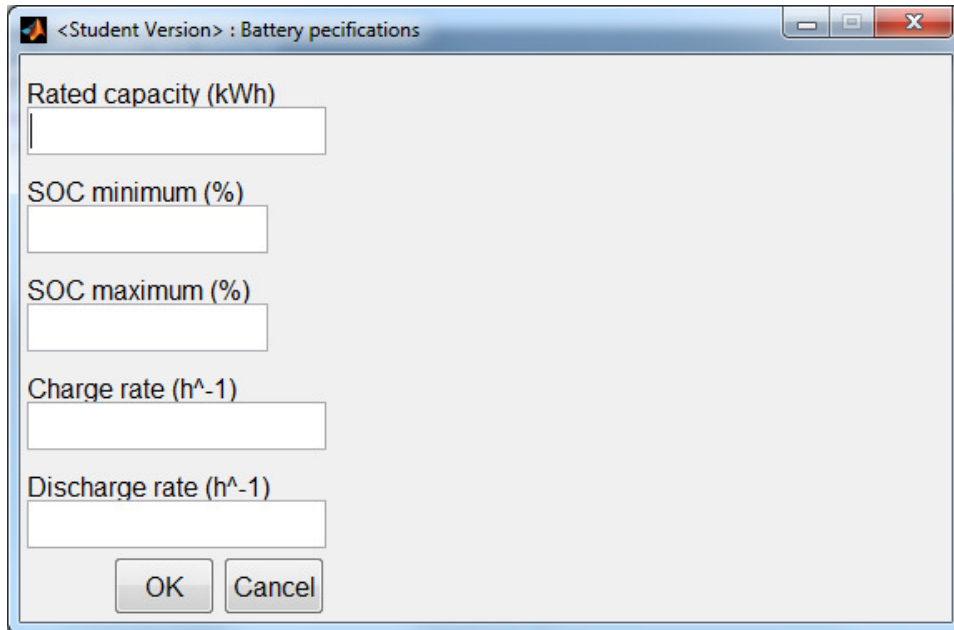 <Student Version> : Battery pecifications
Rated capacity (kWh)
SOC minimum (%)
SOC maximum (%)
Charge rate (h^-1)
Discharge rate (h^-1)
OK Cancel